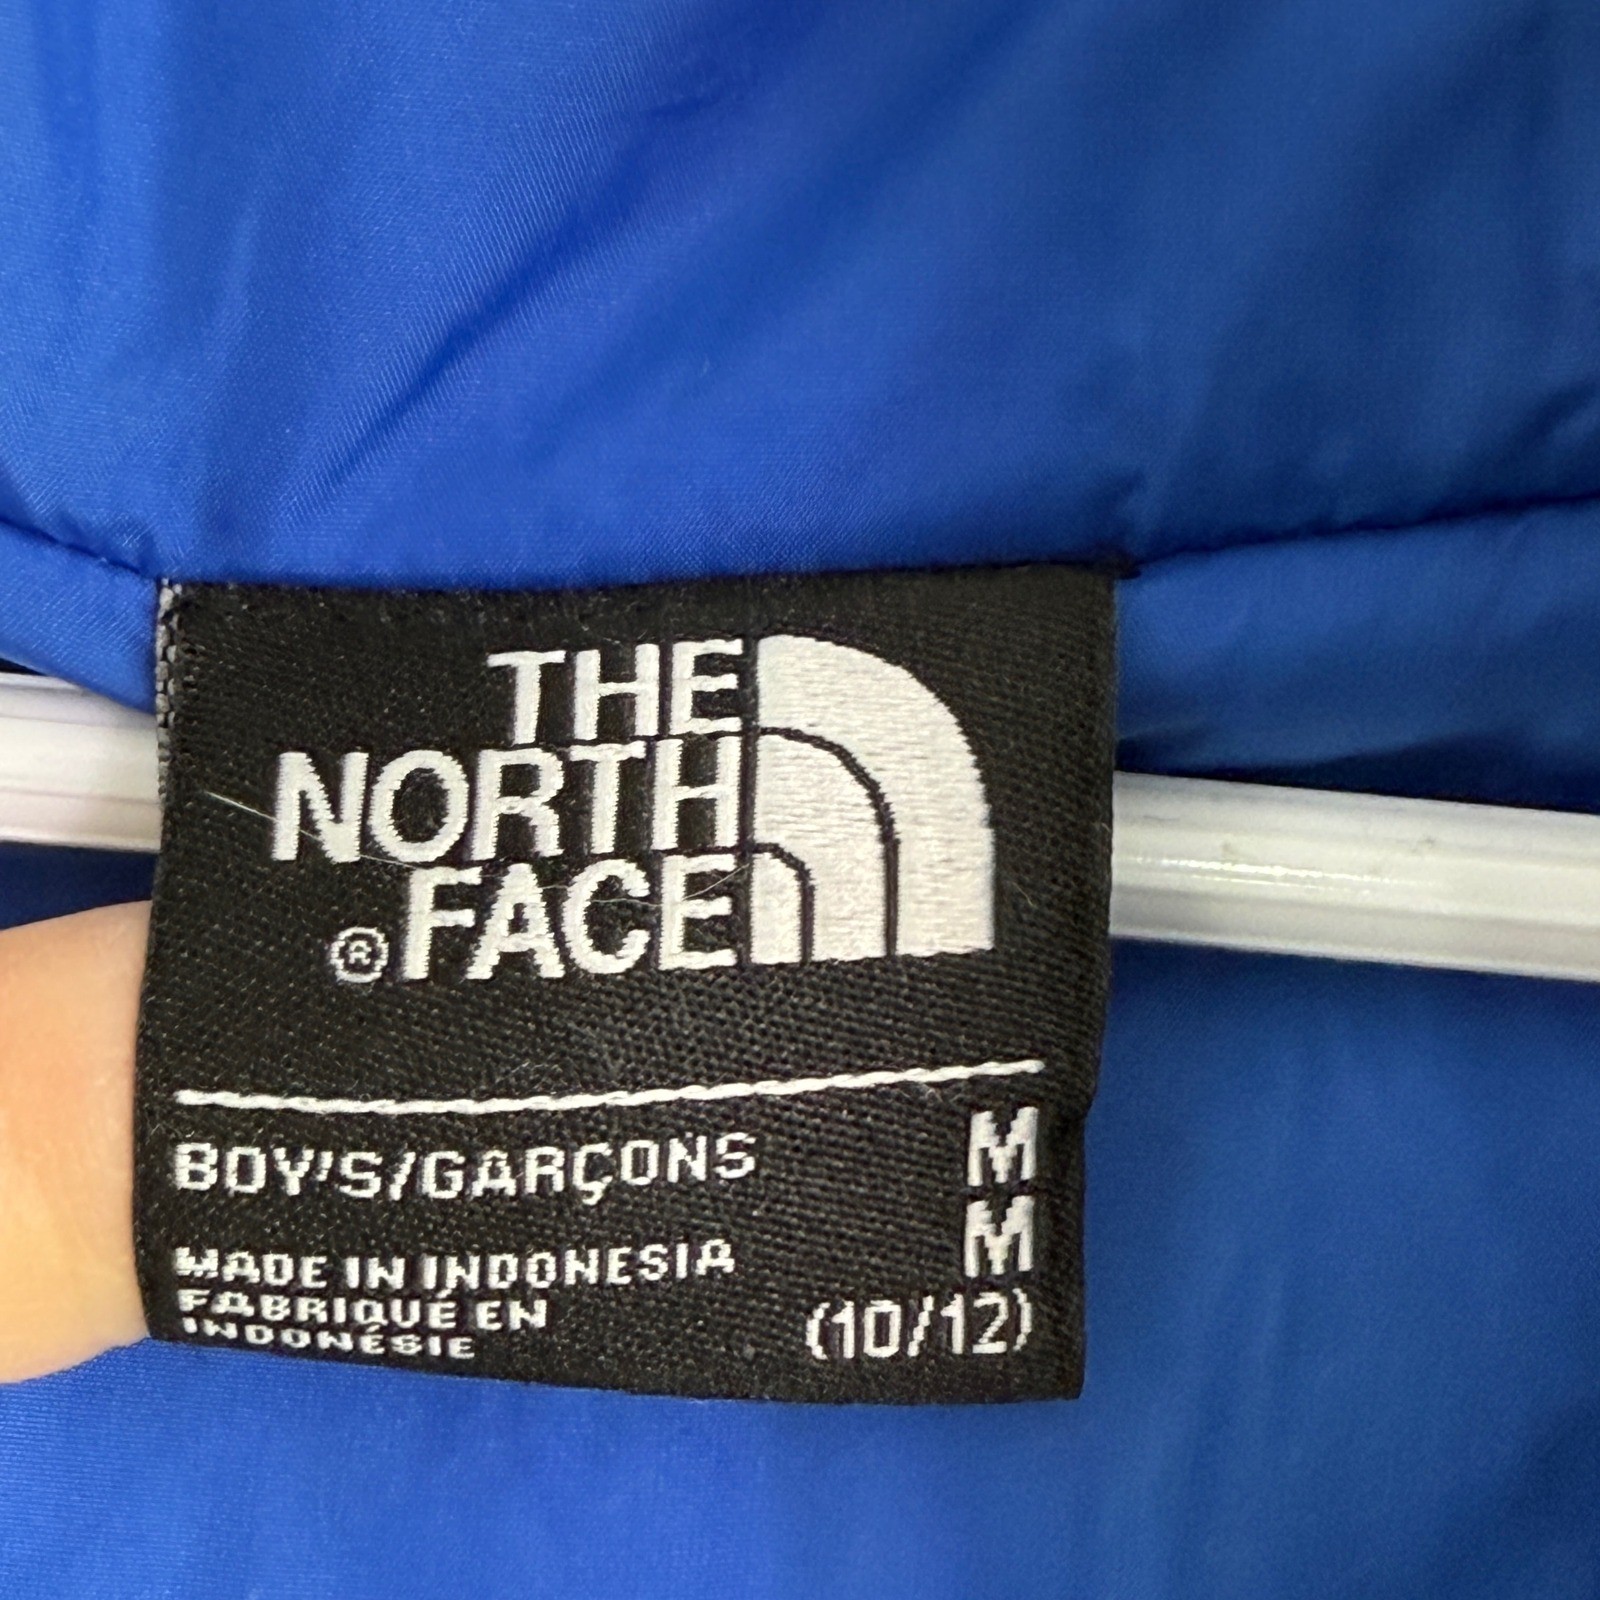 THE
NORTH
®FACE
BOY'S/GARÇONS M
M
MADE IN INDONESIA
FABRIQUÉ EN (10/12)
INDONÉSIE